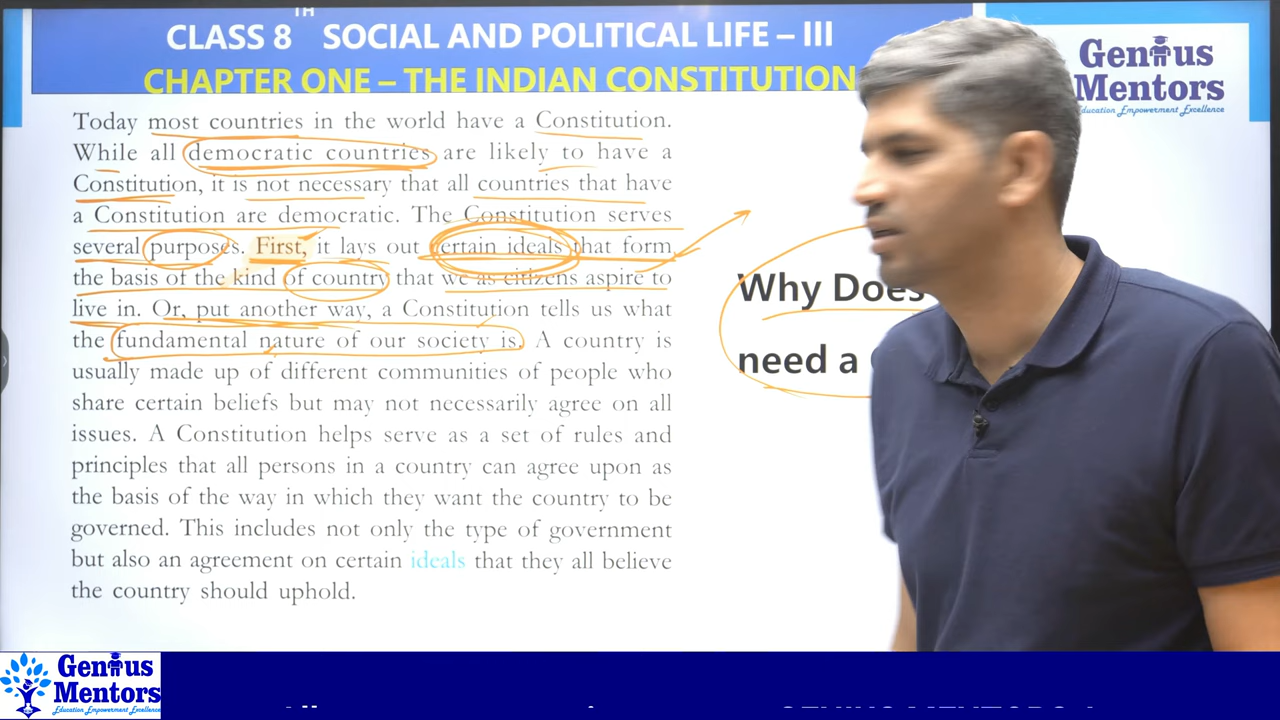 CLASS 8TH SOCIAL AND POLITICAL LIFE – III
CHAPTER ONE – THE INDIAN CONSTITUTION
Genius
Mentors
Education Empowerment Excellence
Today most countries in the world have a Constitution.
While all democratic countries are likely to have a
Constitution, it is not necessary that all countries that have
a Constitution are democratic. The Constitution serves
several purposes. First, it lays out certain ideals that form
the basis of the kind of country that we as citizens aspire to
live in. Or, put another way, a Constitution tells us what
the fundamental nature of our society is. A country is
usually made up of different communities of people who
share certain beliefs but may not necessarily agree on all
issues. A Constitution helps serve as a set of rules and
principles that all persons in a country can agree upon as
the basis of the way in which they want the country to be
governed. This includes not only the type of government
but also an agreement on certain ideals that they all believe
the country should uphold.
Why Does
need a
Genius
Mentors
Education Empowerment Excellence